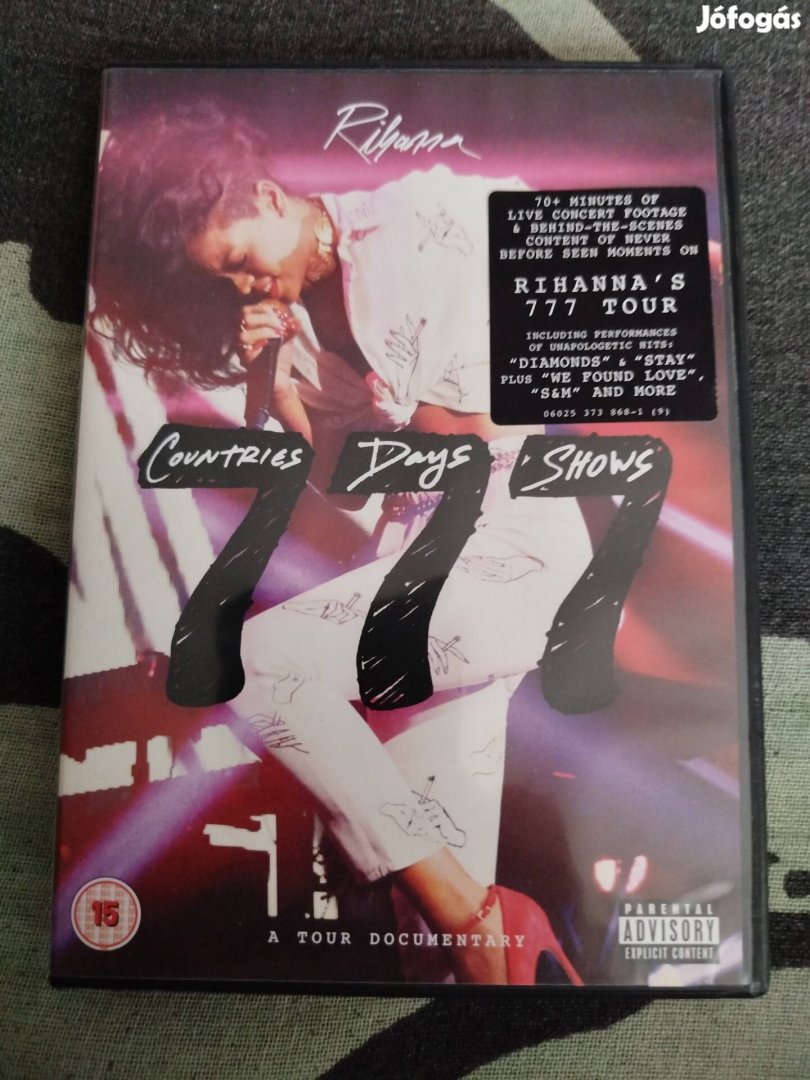 Jófogás
Rihanna
70+ MINUTES OF
LIVE CONCERT FOOTAGE
& BEHIND-THE-SCENES
CONTENT OF NEVER
BEFORE SEEN MOMENTS ON
RIHANNA'S
777 TOUR
INCLUDING PERFORMANCES
OF UNAPOLOGETIC HITS:
"DIAMONDS" & "STAY"
PLUS "WE FOUND LOVE",
"S&M" AND MORE
06025 373 868-1 (9)
COUNTRIES Days SHOWS
777
15
A TOUR DOCUMENTARY
PARENTAL
ADVISORY
EXPLICIT CONTENT